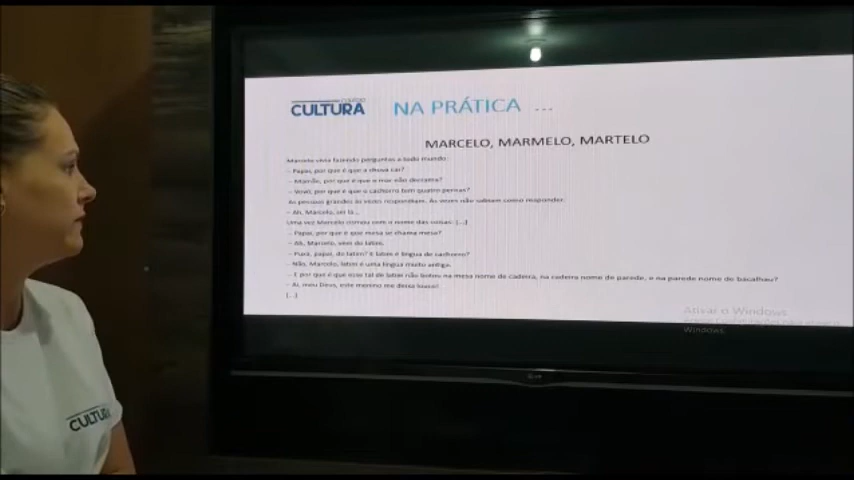 CULTURA
NA PRÁTICA ...
MARCELO, MARMELO, MARTELO
Marcelo vivia fazendo perguntas a todo mundo:
– Papai, por que é que a chuva cai?
– Mamãe, por que é que o mar não derrama?
– Vovó, por que é que o cachorro tem quatro pernas?
As pessoas grandes às vezes respondiam. Às vezes não sabiam como responder.
– Ah, Marcelo, sei lá...
Uma vez Marcelo cismou com o nome das coisas: [...]
– Papai, por que é que mesa se chama mesa?
– Ah, Marcelo, vem do latim.
– Puxa, papai, do latim? E latim é língua de cachorro?
– Não, Marcelo, latim é uma língua muito antiga.
– E por que é que esse tal de latim não botou na mesa nome de cadeira, na cadeira nome de parede, e na parede nome de bacalhau?
– Ai, meu Deus, este menino me deixa louco!
[...]
Ativar o Windows
Windows.
LG
CULTURA